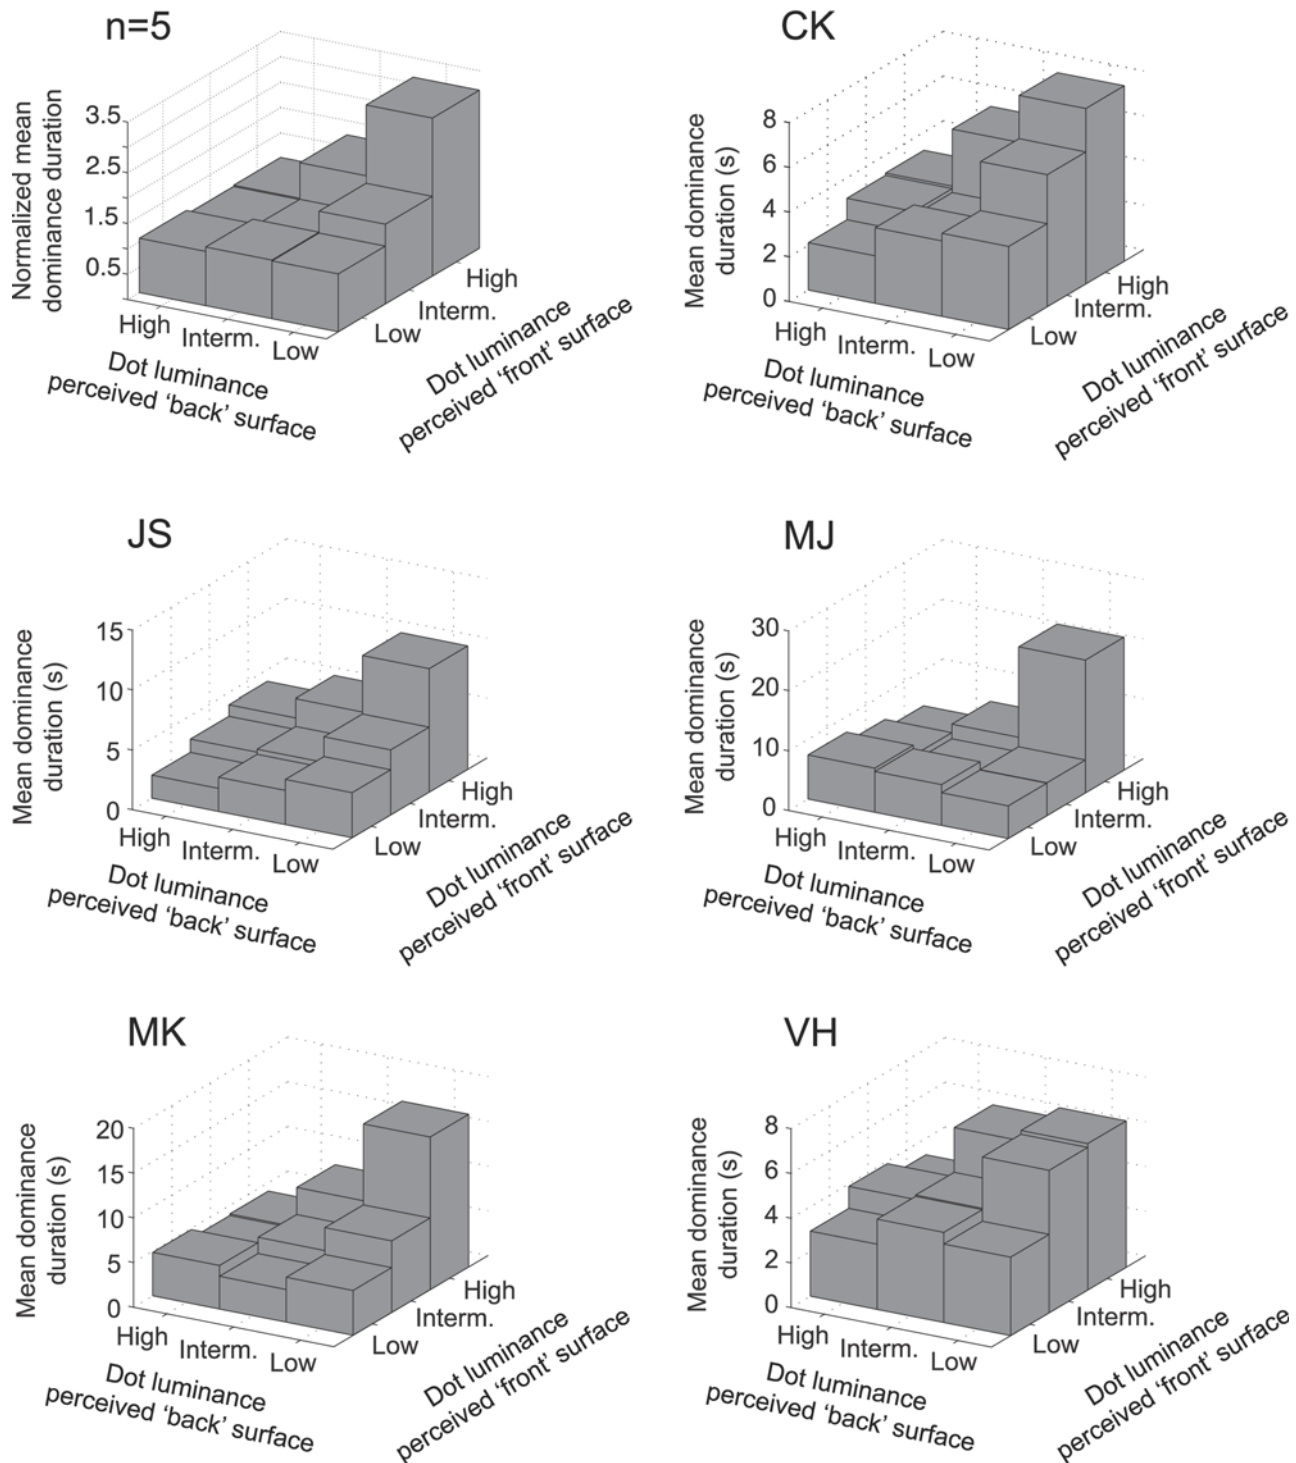 n=5
Normalized mean
dominance duration
3.5
2.5
1.5
0.5
High
Interm.
Low
Dot luminance
perceived ‘back’ surface
Low
Interm.
High
Dot luminance
perceived ‘front’ surface
CK
Mean dominance
duration (s)
8
6
4
2
0
High
Interm.
Low
Dot luminance
perceived ‘back’ surface
Low
Interm.
High
Dot luminance
perceived ‘front’ surface
JS
Mean dominance
duration (s)
15
10
5
0
High
Interm.
Low
Dot luminance
perceived ‘back’ surface
Low
Interm.
High
Dot luminance
perceived ‘front’ surface
MJ
Mean dominance
duration (s)
30
20
10
0
High
Interm.
Low
Dot luminance
perceived ‘back’ surface
Low
Interm.
High
Dot luminance
perceived ‘front’ surface
MK
Mean dominance
duration (s)
20
15
10
5
0
High
Interm.
Low
Dot luminance
perceived ‘back’ surface
Low
Interm.
High
Dot luminance
perceived ‘front’ surface
VH
Mean dominance
duration (s)
8
6
4
2
0
High
Interm.
Low
Dot luminance
perceived ‘back’ surface
Low
Interm.
High
Dot luminance
perceived ‘front’ surface